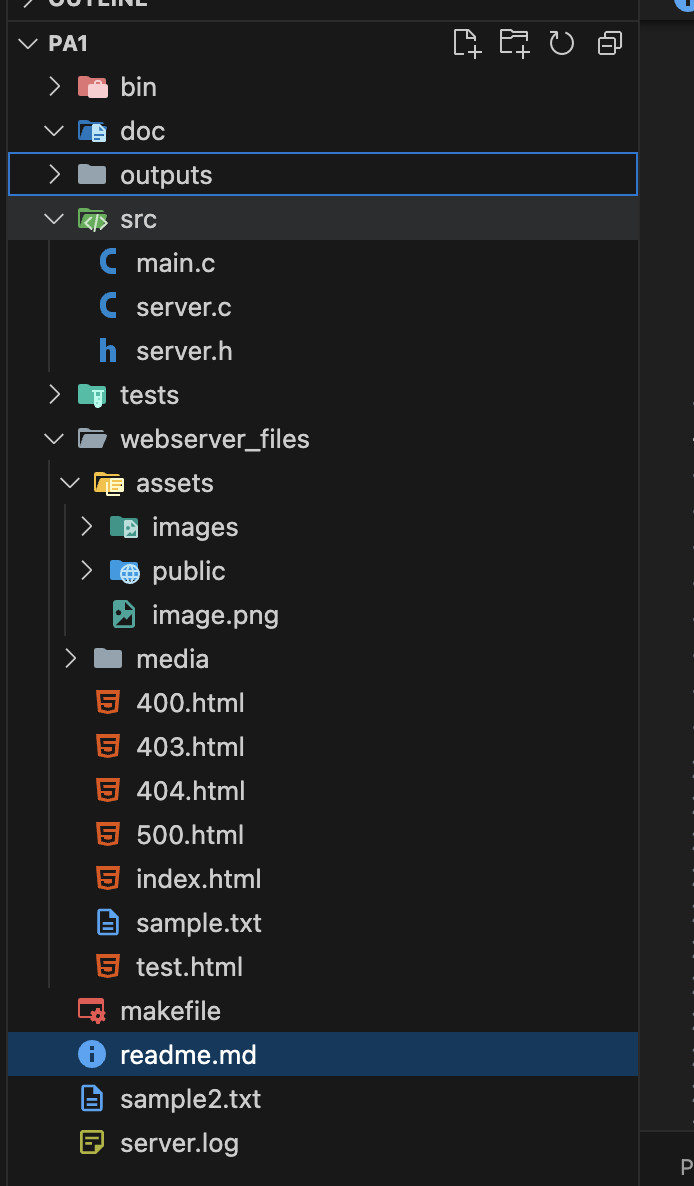 OUTLINE
PA1
bin
doc
outputs
src
main.c
server.c
server.h
tests
webserver_files
assets
images
public
image.png
media
400.html
403.html
404.html
500.html
index.html
sample.txt
test.html
makefile
readme.md
sample2.txt
server.log
P